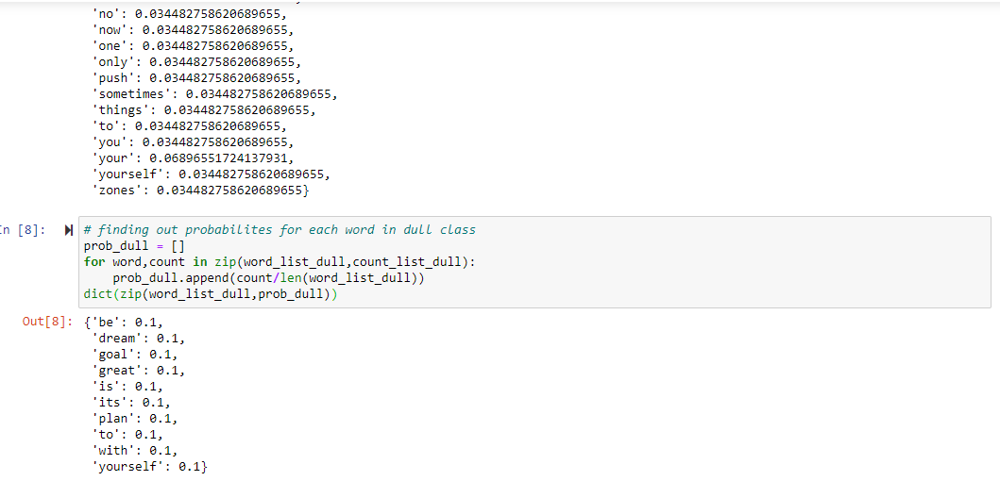 'no': 0.034482758620689655,
'now': 0.034482758620689655,
'one': 0.034482758620689655,
'only': 0.034482758620689655,
'push': 0.034482758620689655,
'sometimes': 0.034482758620689655,
'things': 0.034482758620689655,
'to': 0.034482758620689655,
'you': 0.034482758620689655,
'your': 0.06896551724137931,
'yourself': 0.034482758620689655,
'zones': 0.034482758620689655}
In [8]: # finding out probabilites for each word in dull class
prob_dull = []
for word,count in zip(word_list_dull,count_list_dull):
    prob_dull.append(count/len(word_list_dull))
dict(zip(word_list_dull,prob_dull))
Out[8]: {'be': 0.1,
'dream': 0.1,
'goal': 0.1,
'great': 0.1,
'is': 0.1,
'its': 0.1,
'plan': 0.1,
'to': 0.1,
'with': 0.1,
'yourself': 0.1}